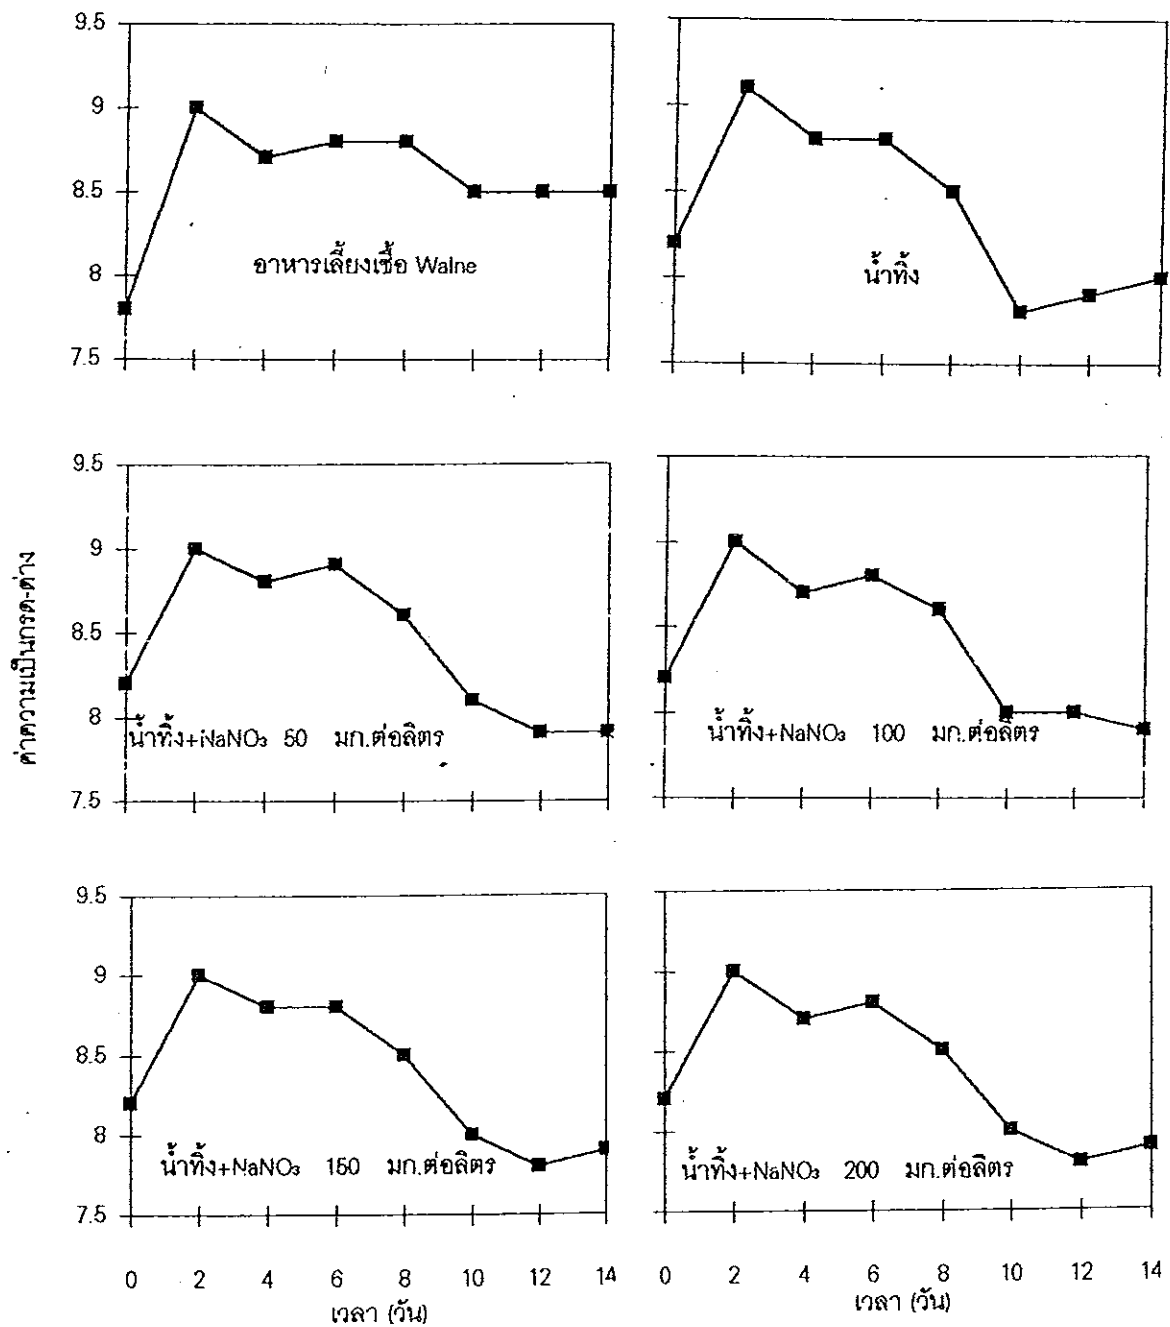 9.5
9
8.5
8
7.5
อาหารเลี้ยงเชื้อ Walne
น้ำทิ้ง
ค่าความเป็นกรด-ด่าง
9.5
9
8.5
8
7.5
น้ำทิ้ง+NaNO₃ 50 มก.ต่อลิตร
น้ำทิ้ง+NaNO₃ 100 มก.ต่อลิตร
9.5
9
8.5
8
7.5
น้ำทิ้ง+NaNO₃ 150 มก.ต่อลิตร
น้ำทิ้ง+NaNO₃ 200 มก.ต่อลิตร
0 2 4 6 8 10 12 14
เวลา (วัน)
0 2 4 6 8 10 12 14
เวลา (วัน)